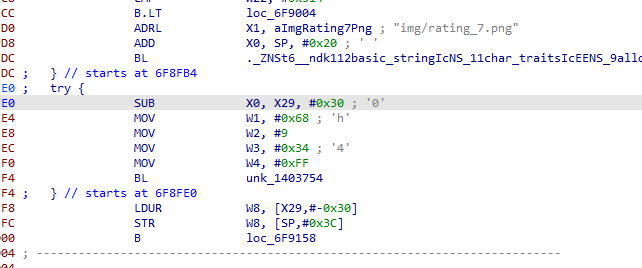 B.LT loc_6F9004
D0 ADRL X1, aImgRating7Png ; "img/rating_7.png"
D8 ADD X0, SP, #0x20 ; ' '
DC BL ._ZNSt6__ndk112basic_stringIcNS_11char_traitsIcEENS_9allo
DC ; } // starts at 6F8FB4
E0 ; try {
E0 SUB X0, X29, #0x30 ; '0'
E4 MOV W1, #0x68 ; 'h'
E8 MOV W2, #9
EC MOV W3, #0x34 ; '4'
F0 MOV W4, #0xFF
F4 BL unk_1403754
F4 ; } // starts at 6F8FE0
F8 LDUR W8, [X29,#-0x30]
FC STR W8, [SP,#0x3C]
00 B loc_6F9158
04 ; ---------------------------------------------------------------------------